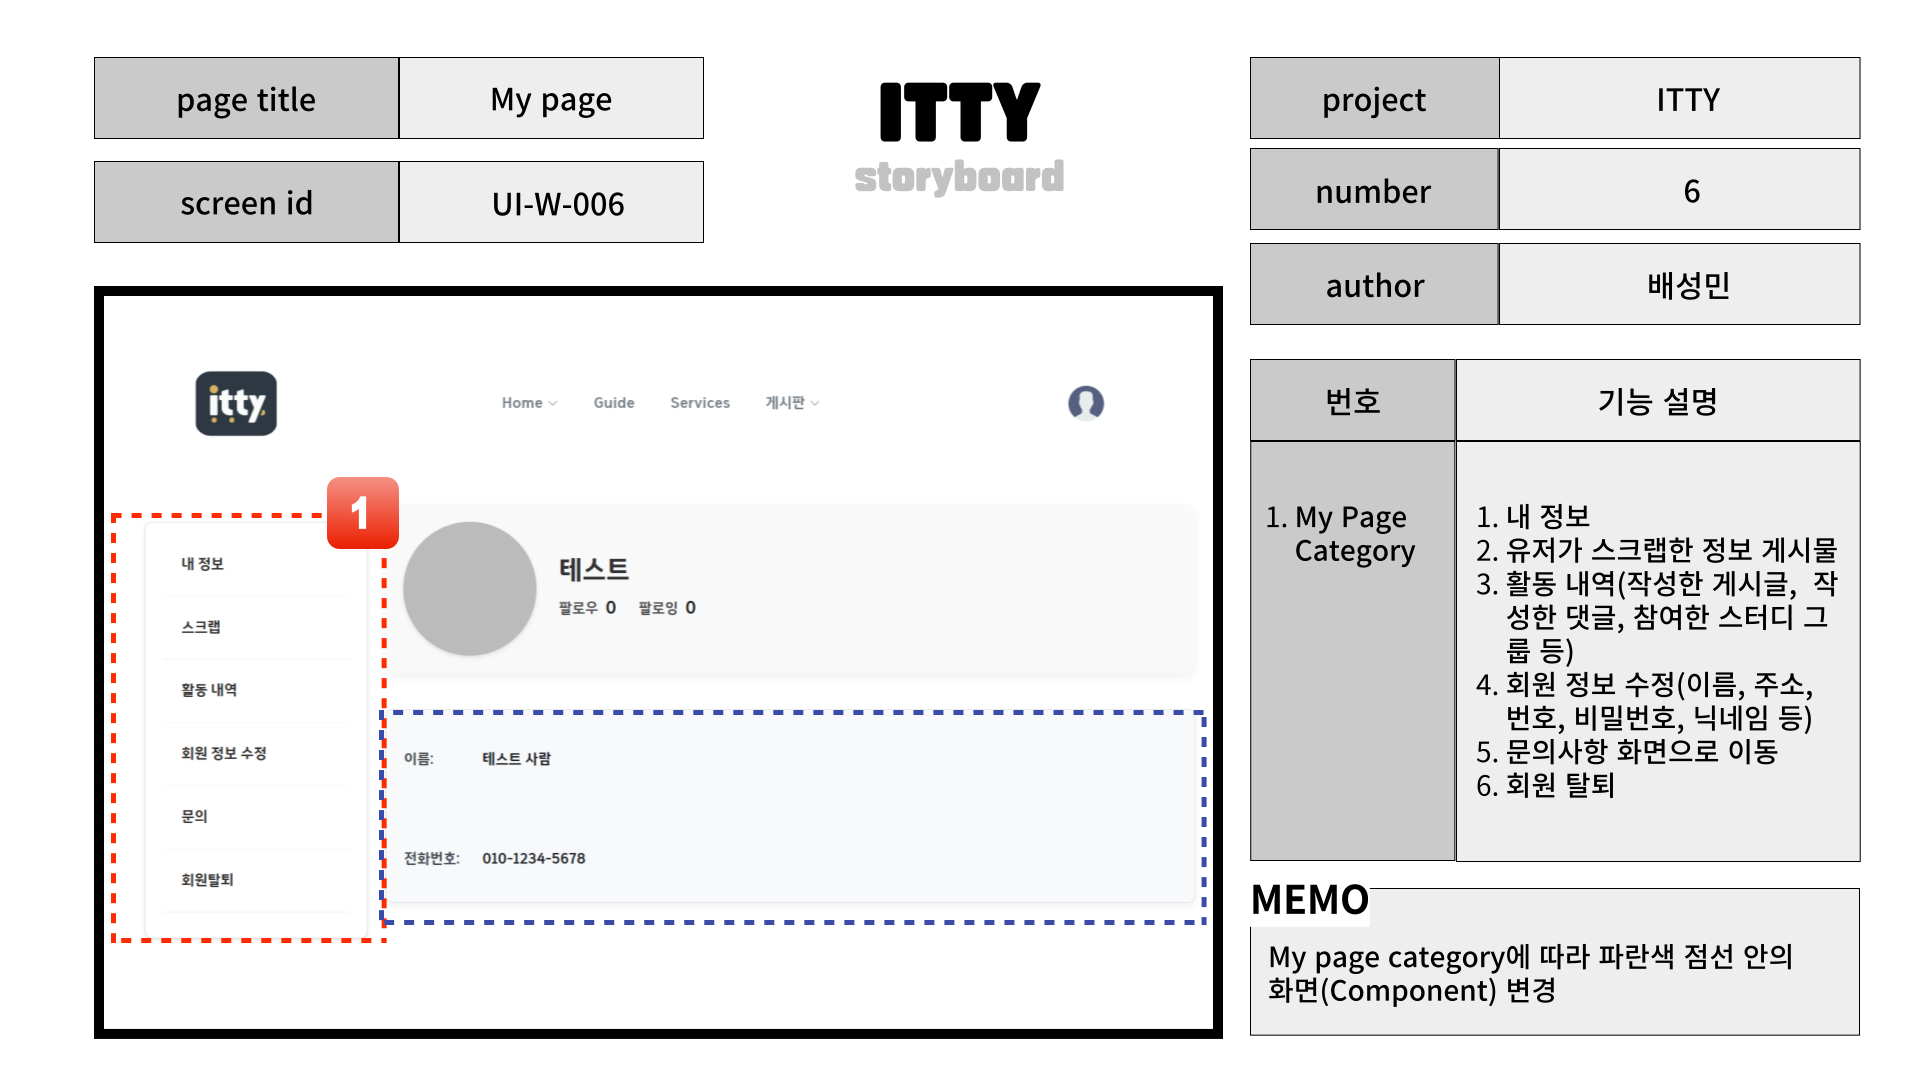 page title
My page
screen id
UI-W-006
ITTY
storyboard
project
ITTY
number
6
author
배성민
itty
Home
Guide
Services
게시판
1
내 정보
스크랩
활동 내역
회원 정보 수정
문의
회원탈퇴
테스트
팔로우 0 팔로잉 0
이름: 테스트 사람
전화번호: 010-1234-5678
번호
기능 설명
1. My Page
Category
1. 내 정보
2. 유저가 스크랩한 정보 게시물
3. 활동 내역(작성한 게시글, 작
성한 댓글, 참여한 스터디 그
룹 등)
4. 회원 정보 수정(이름, 주소,
번호, 비밀번호, 닉네임 등)
5. 문의사항 화면으로 이동
6. 회원 탈퇴
MEMO
My page category에 따라 파란색 점선 안의
화면(Component) 변경